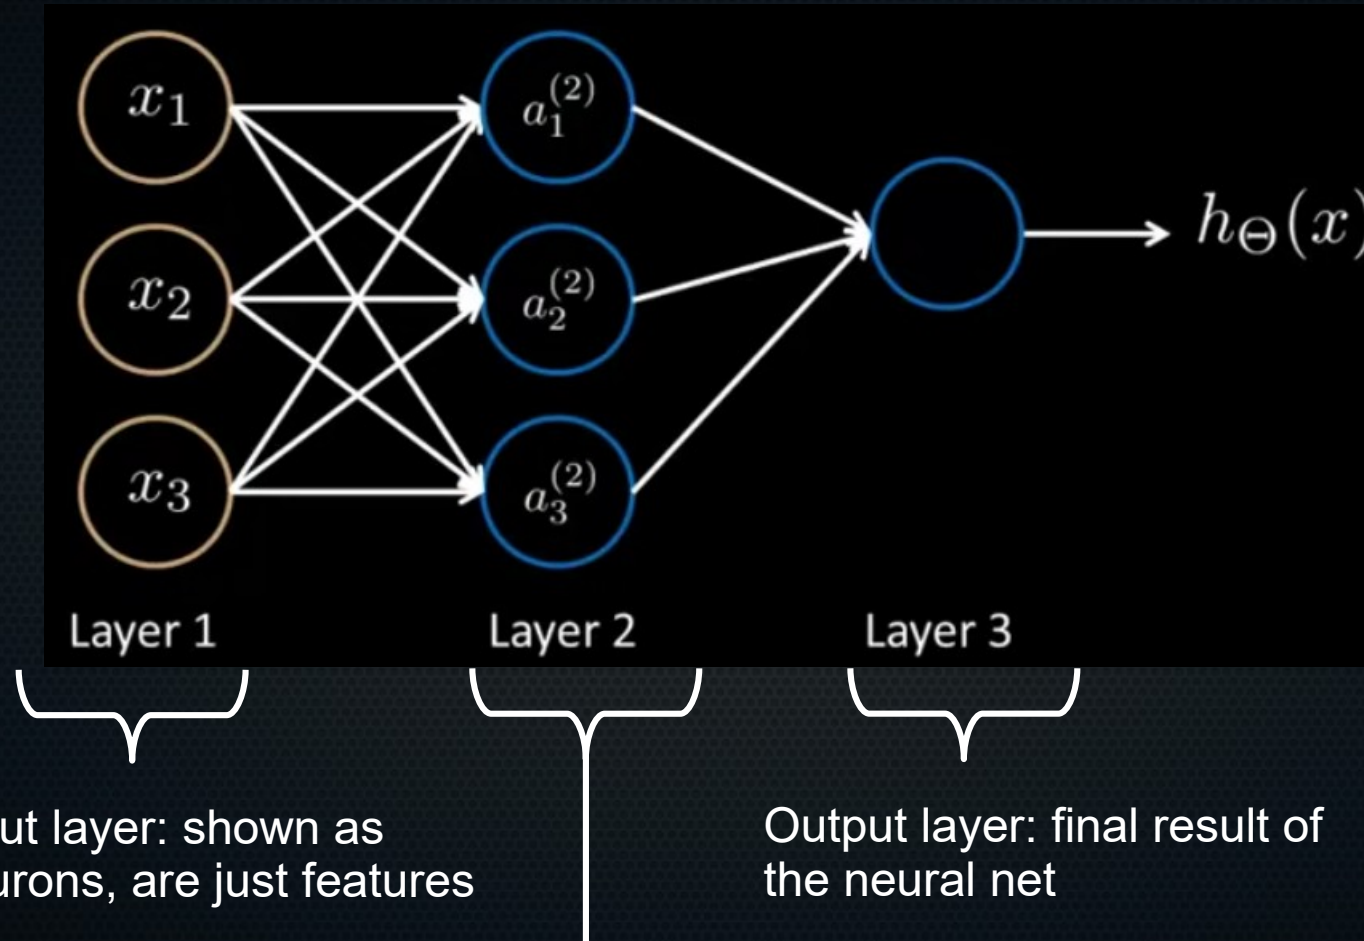 x₁
a₁⁽²⁾
x₂
a₂⁽²⁾
h_Θ(x)
x₃
a₃⁽²⁾
Layer 1
Layer 2
Layer 3
ut layer: shown as
urons, are just features
Output layer: final result of
the neural net